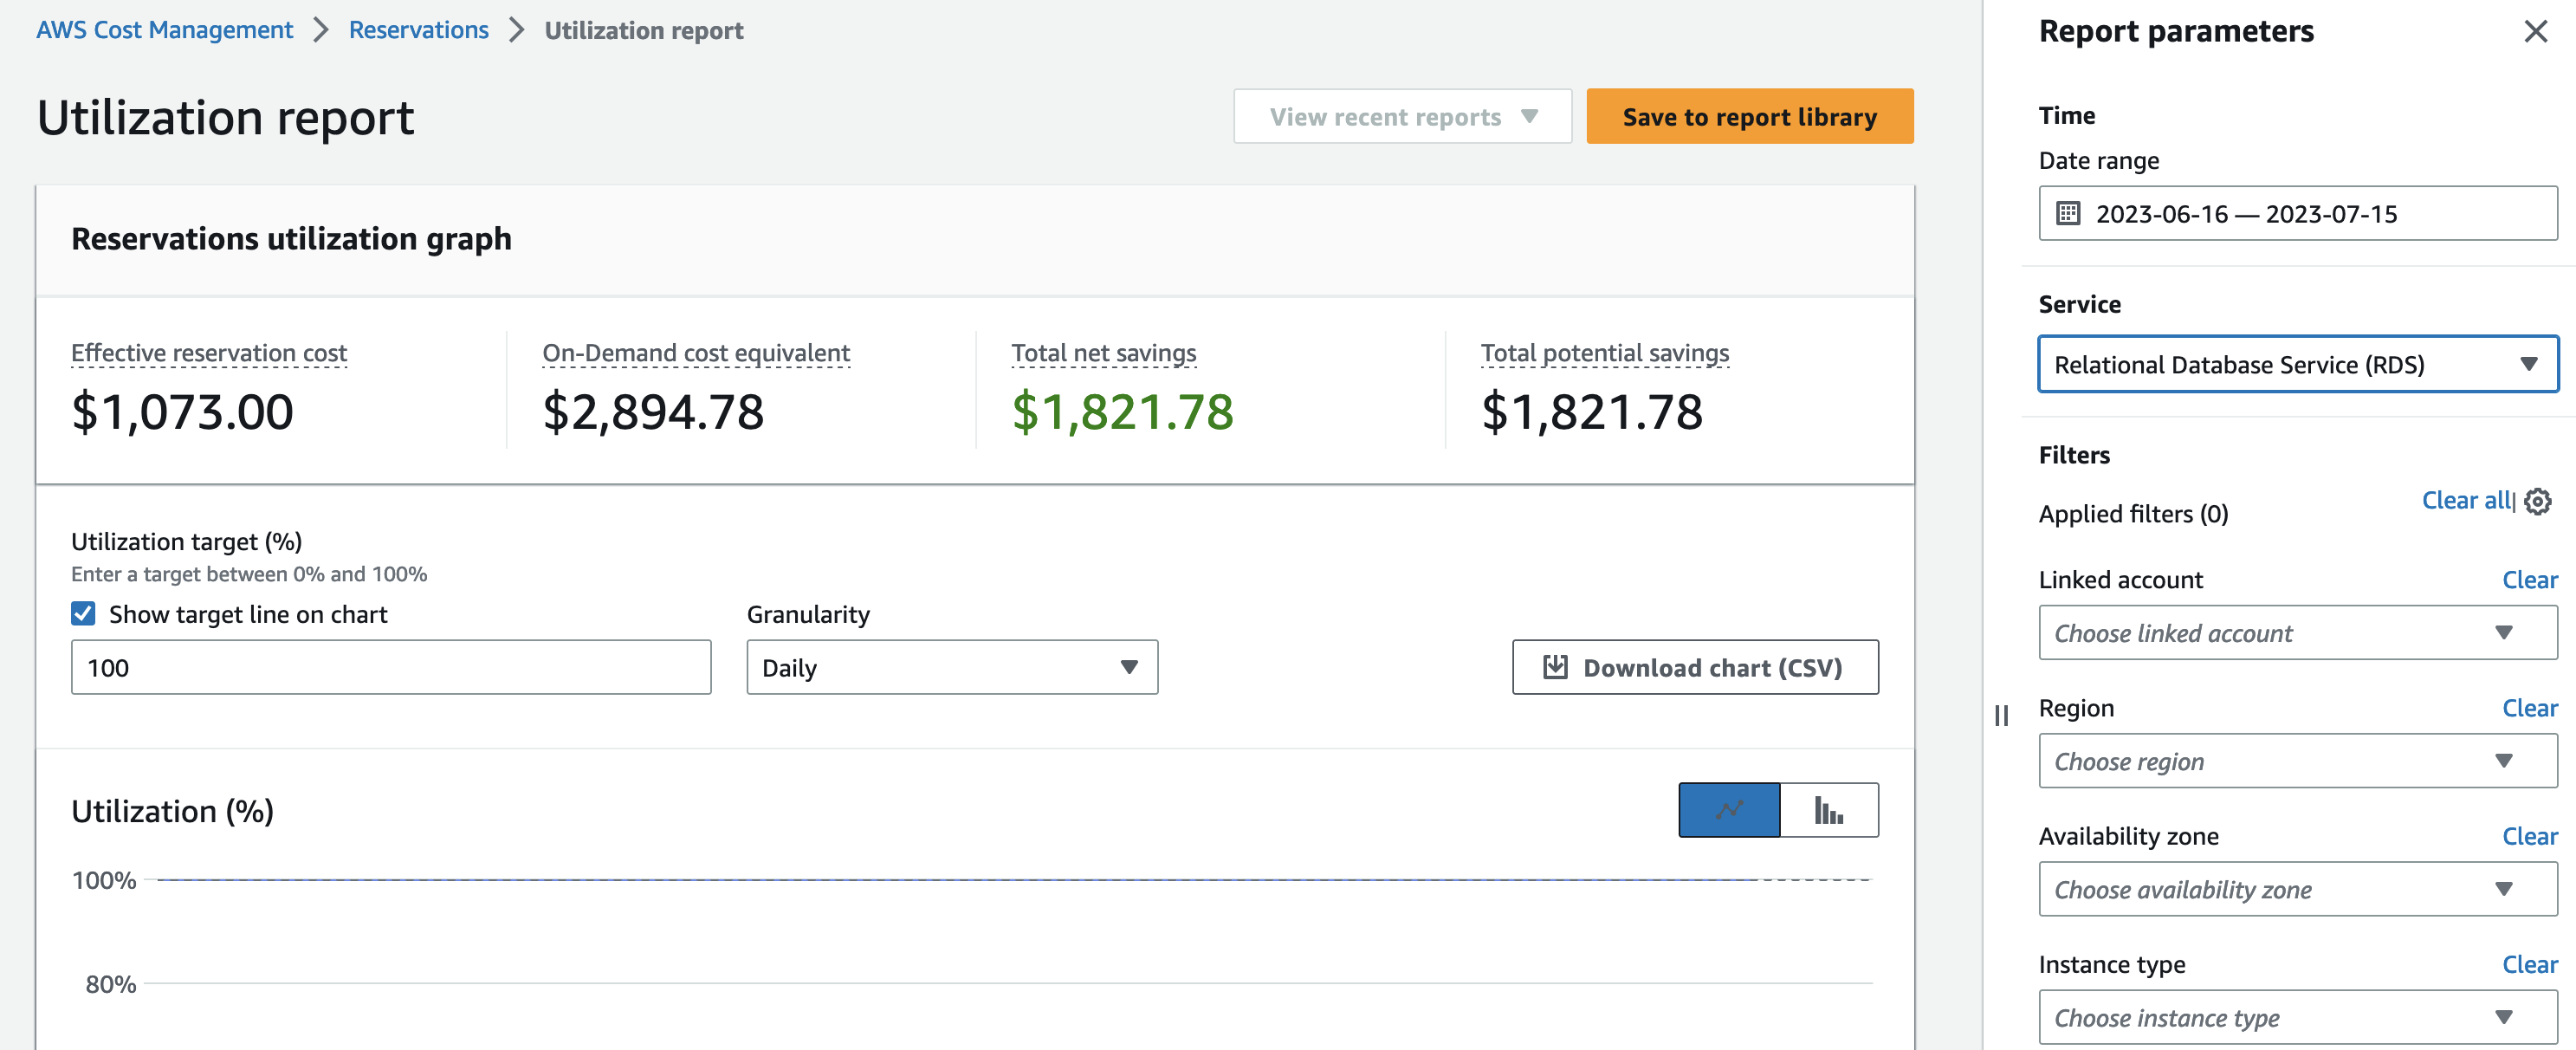 AWS Cost Management > Reservations > Utilization report
Utilization report
View recent reports
Save to report library
Reservations utilization graph
Effective reservation cost
$1,073.00
On-Demand cost equivalent
$2,894.78
Total net savings
$1,821.78
Total potential savings
$1,821.78
Utilization target (%)
Enter a target between 0% and 100%
Show target line on chart
100
Granularity
Daily
Download chart (CSV)
Utilization (%)
100%
80%
Report parameters
Time
Date range
2023-06-16 — 2023-07-15
Service
Relational Database Service (RDS)
Filters
Applied filters (0)
Clear all|
Linked account
Clear
Choose linked account
Region
Clear
Choose region
Availability zone
Clear
Choose availability zone
Instance type
Clear
Choose instance type